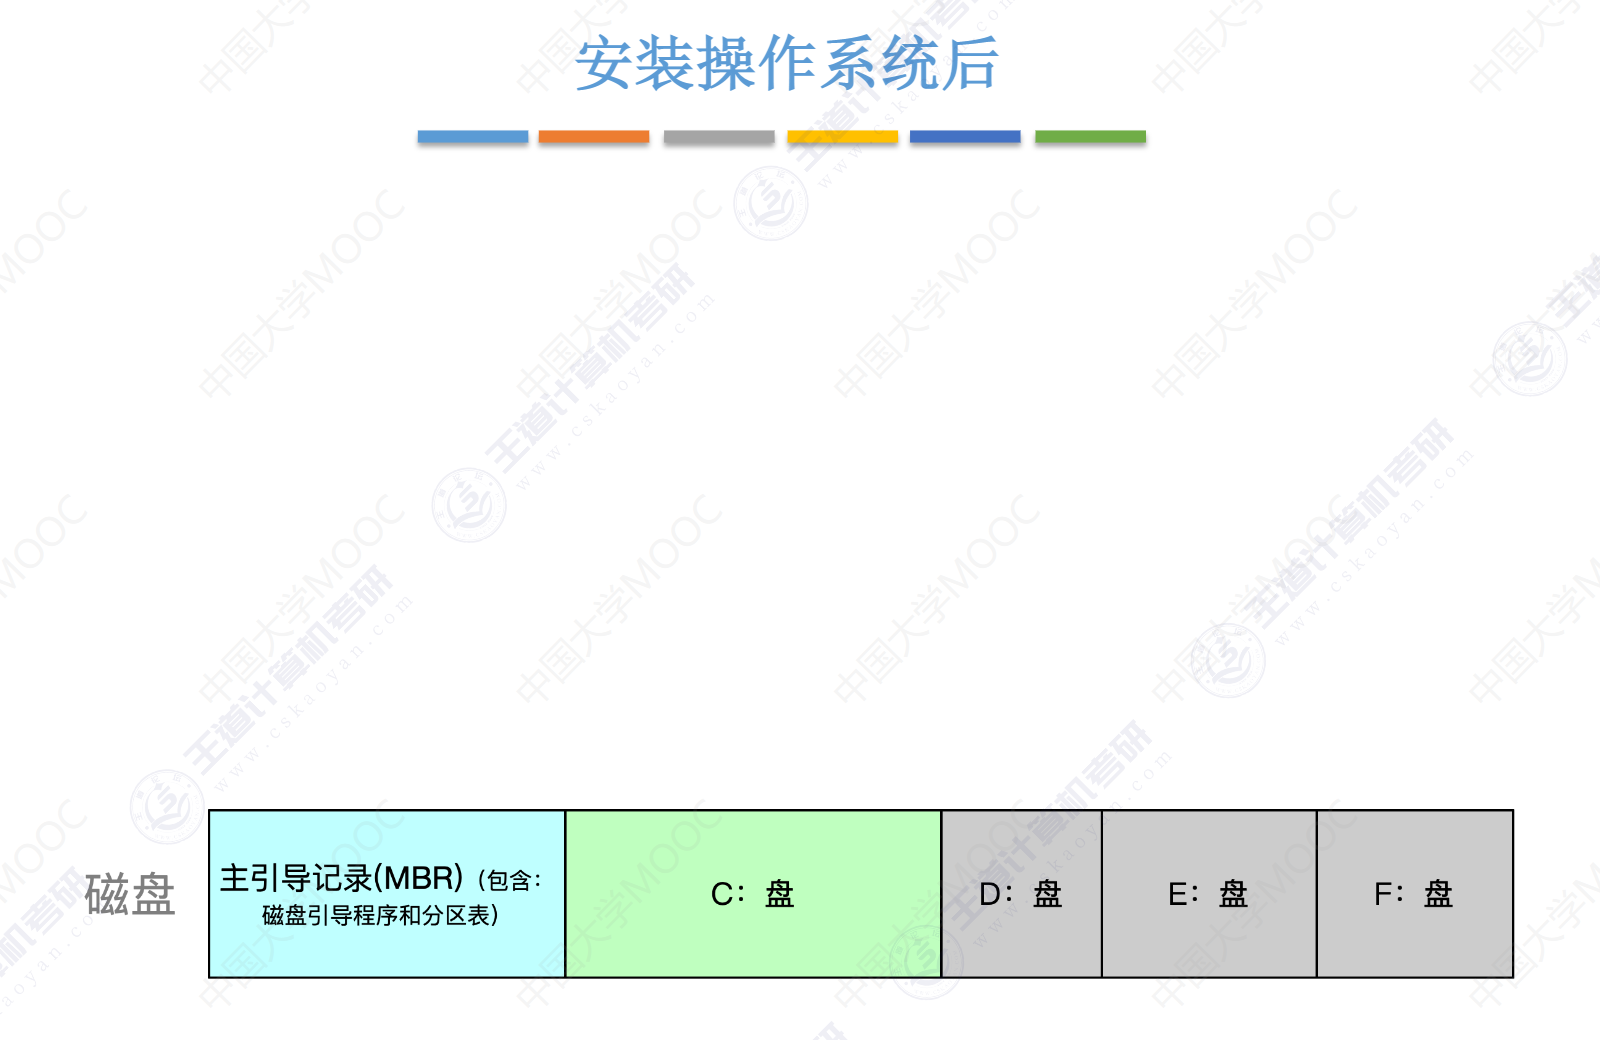 安装操作系统后
磁盘
主引导记录(MBR)（包含：
磁盘引导程序和分区表）
C：盘
D：盘
E：盘
F：盘
中国大学MOOC
王道计算机考研
www.cskaoyan.com